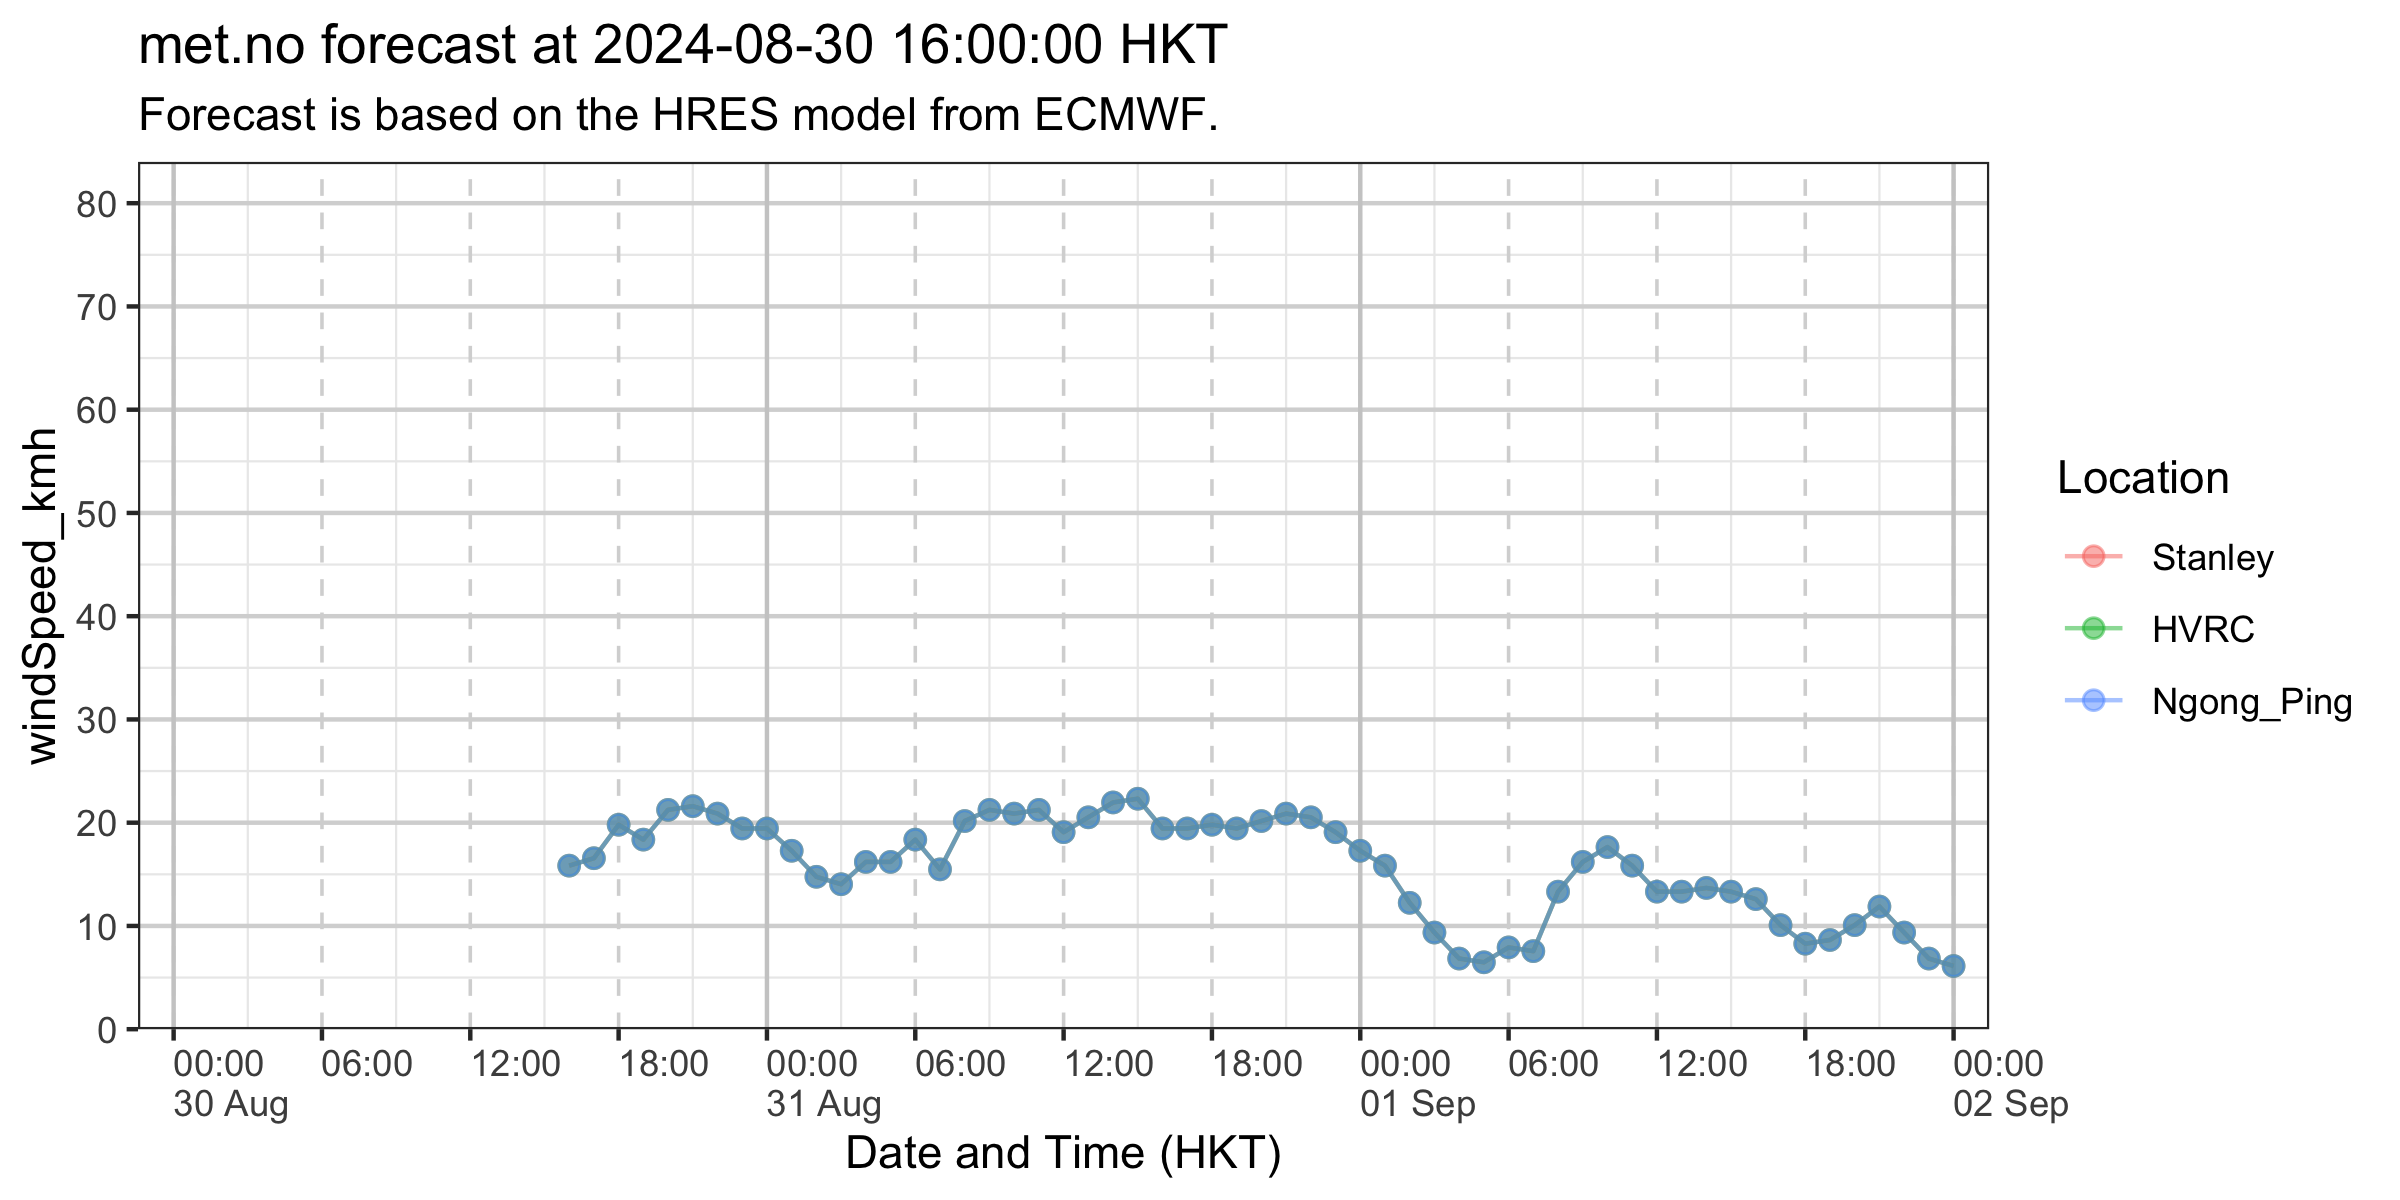 met.no forecast at 2024-08-30 16:00:00 HKT
Forecast is based on the HRES model from ECMWF.
windSpeed_kmh
80
70
60
50
40
30
20
10
0
00:00 06:00 12:00 18:00 00:00 06:00 12:00 18:00 00:00 06:00 12:00 18:00 00:00
30 Aug 31 Aug 01 Sep 02 Sep
Date and Time (HKT)
Location
Stanley
HVRC
Ngong_Ping